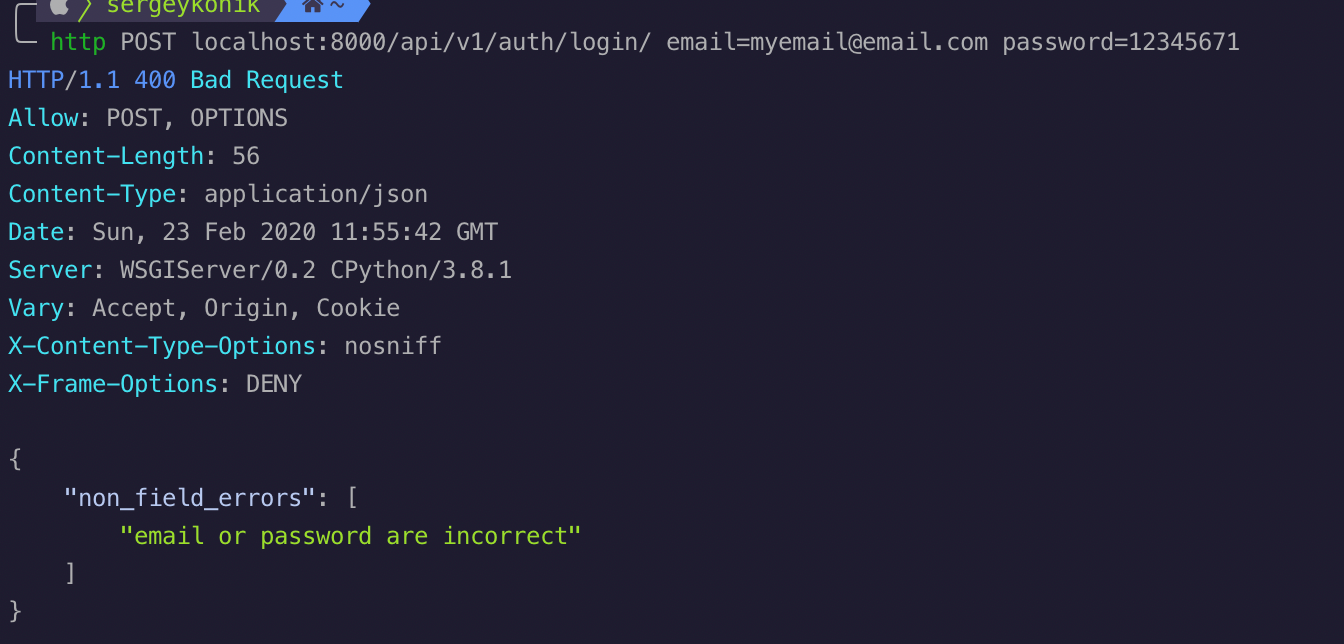 sergeykonik ~
http POST localhost:8000/api/v1/auth/login/ email=myemail@email.com password=12345671
HTTP/1.1 400 Bad Request
Allow: POST, OPTIONS
Content-Length: 56
Content-Type: application/json
Date: Sun, 23 Feb 2020 11:55:42 GMT
Server: WSGIServer/0.2 CPython/3.8.1
Vary: Accept, Origin, Cookie
X-Content-Type-Options: nosniff
X-Frame-Options: DENY
{
"non_field_errors": [
"email or password are incorrect"
]
}